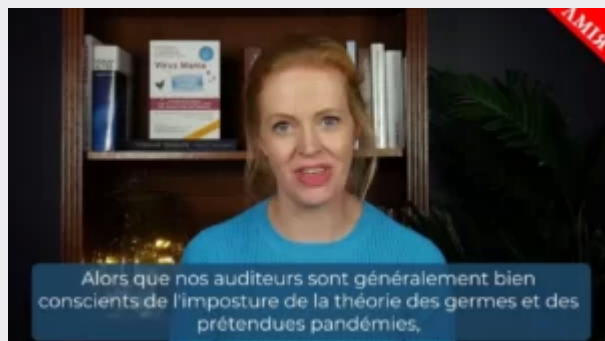 AMIR
Virus Mania
Alors que nos auditeurs sont généralement bien
conscients de l'imposture de la théorie des germes et des
prétendues pandémies,